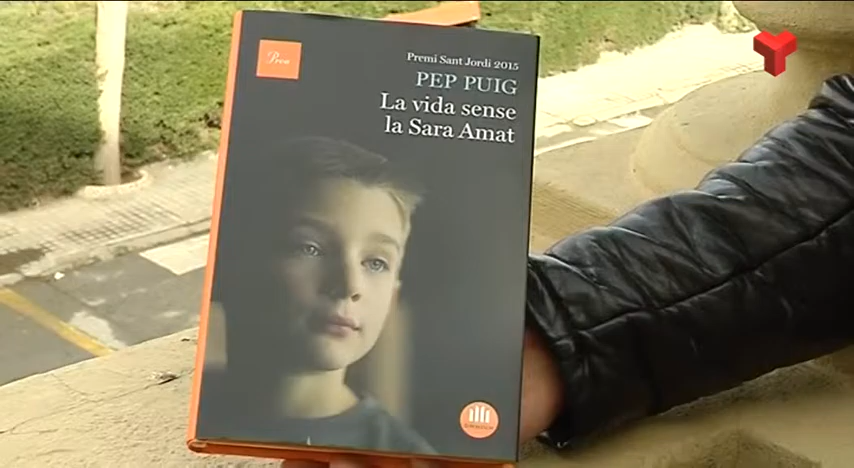 Proa
Premi Sant Jordi 2015
PEP PUIG
La vida sense
la Sara Amat